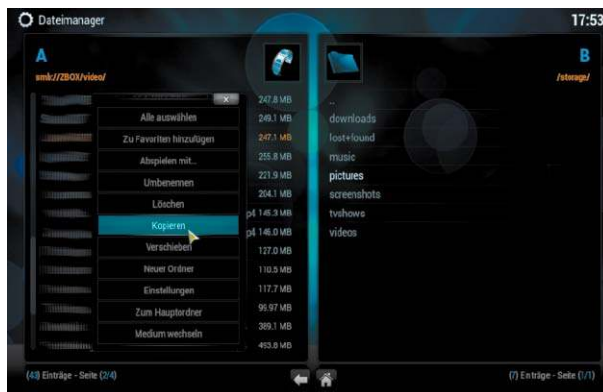 Dateimanager
17:53
A
smb://ZBOX/video/
247.8 MB
Alle auswählen
249.1 MB
Zu Favoriten hinzufügen
247.1 MB
Abspielen mit..
255.8 MB
Umbenennen
221.9 MB
Löschen
204.1 MB
Kopieren
p4 145.3 MB
p4 146.0 MB
Verschieben
127.0 MB
Neuer Ordner
110.5 MB
Einstellungen
117.7 MB
Zum Hauptordner
99.97 MB
Medium wechseln
389.1 MB
493.8 MB
(43) Einträge - Seite (2/4)
B
/storage/
..
downloads
lost+found
music
pictures
screenshots
tvshows
videos
(7) Einträge - Seite (1/1)